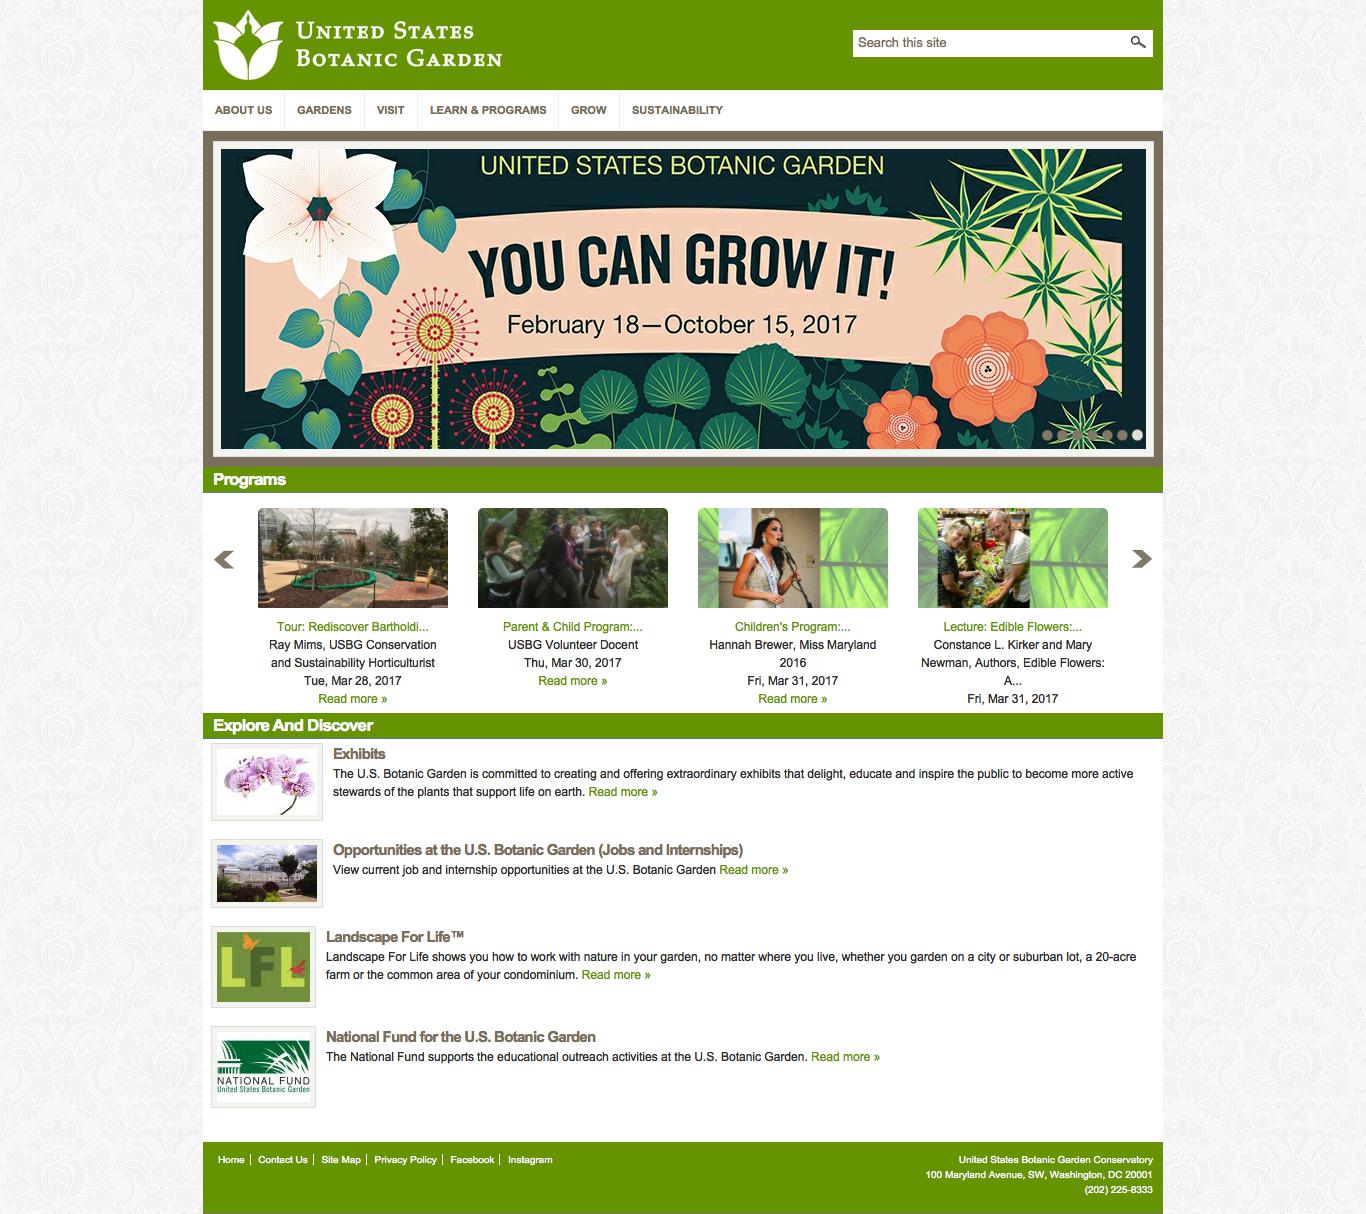 UNITED STATES
BOTANIC GARDEN
Search this site
ABOUT US
GARDENS
VISIT
LEARN & PROGRAMS
GROW
SUSTAINABILITY
UNITED STATES BOTANIC GARDEN
YOU CAN GROW IT!
February 18—October 15, 2017
Programs
Tour: Rediscover Bartholdi...
Ray Mims, USBG Conservation
and Sustainability Horticulturist
Tue, Mar 28, 2017
Read more »
Parent & Child Program:...
USBG Volunteer Docent
Thu, Mar 30, 2017
Read more »
Children's Program:...
Hannah Brewer, Miss Maryland
2016
Fri, Mar 31, 2017
Read more »
Lecture: Edible Flowers:...
Constance L. Kirker and Mary
Newman, Authors, Edible Flowers:
A...
Fri, Mar 31, 2017
Explore And Discover
Exhibits
The U.S. Botanic Garden is committed to creating and offering extraordinary exhibits that delight, educate and inspire the public to become more active
stewards of the plants that support life on earth. Read more »
Opportunities at the U.S. Botanic Garden (Jobs and Internships)
View current job and internship opportunities at the U.S. Botanic Garden Read more »
LFL
Landscape For Life™
Landscape For Life shows you how to work with nature in your garden, no matter where you live, whether you garden on a city or suburban lot, a 20-acre
farm or the common area of your condominium. Read more »
NATIONAL FUND
United States Botanic Garden
National Fund for the U.S. Botanic Garden
The National Fund supports the educational outreach activities at the U.S. Botanic Garden. Read more »
Home
Contact Us
Site Map
Privacy Policy
Facebook
Instagram
United States Botanic Garden Conservatory
100 Maryland Avenue, SW, Washington, DC 20001
(202) 225-8333